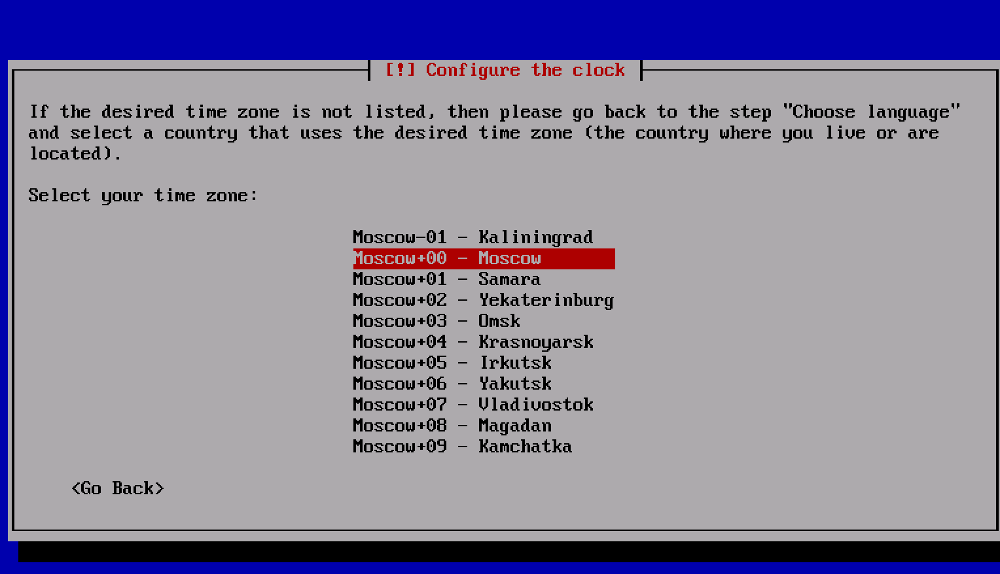 [!] Configure the clock
If the desired time zone is not listed, then please go back to the step "Choose language"
and select a country that uses the desired time zone (the country where you live or are
located).
Select your time zone:
Moscow-01 - Kaliningrad
Moscow+00 - Moscow
Moscow+01 - Samara
Moscow+02 - Yekaterinburg
Moscow+03 - Omsk
Moscow+04 - Krasnoyarsk
Moscow+05 - Irkutsk
Moscow+06 - Yakutsk
Moscow+07 - Vladivostok
Moscow+08 - Magadan
Moscow+09 - Kamchatka
<Go Back>